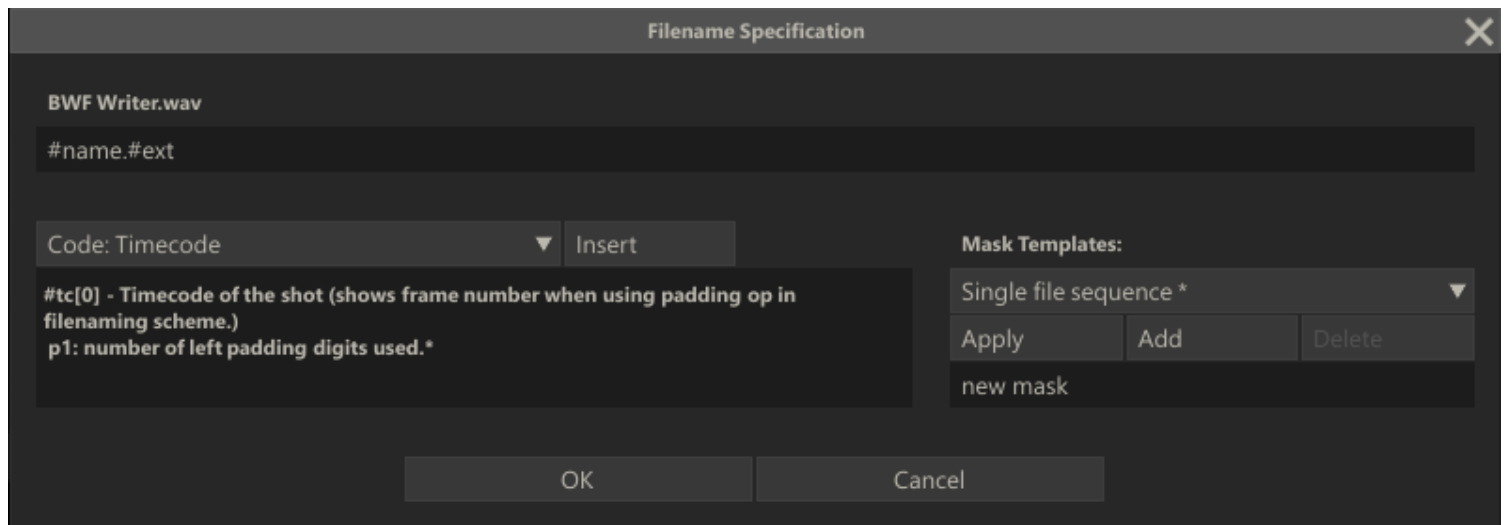 Filename Specification
BWF Writer.wav
#name.#ext
Code: Timecode
Insert
#tc[0] - Timecode of the shot (shows frame number when using padding op in
filenaming scheme.)
p1: number of left padding digits used.*
Mask Templates:
Single file sequence *
Apply
Add
Delete
new mask
OK
Cancel